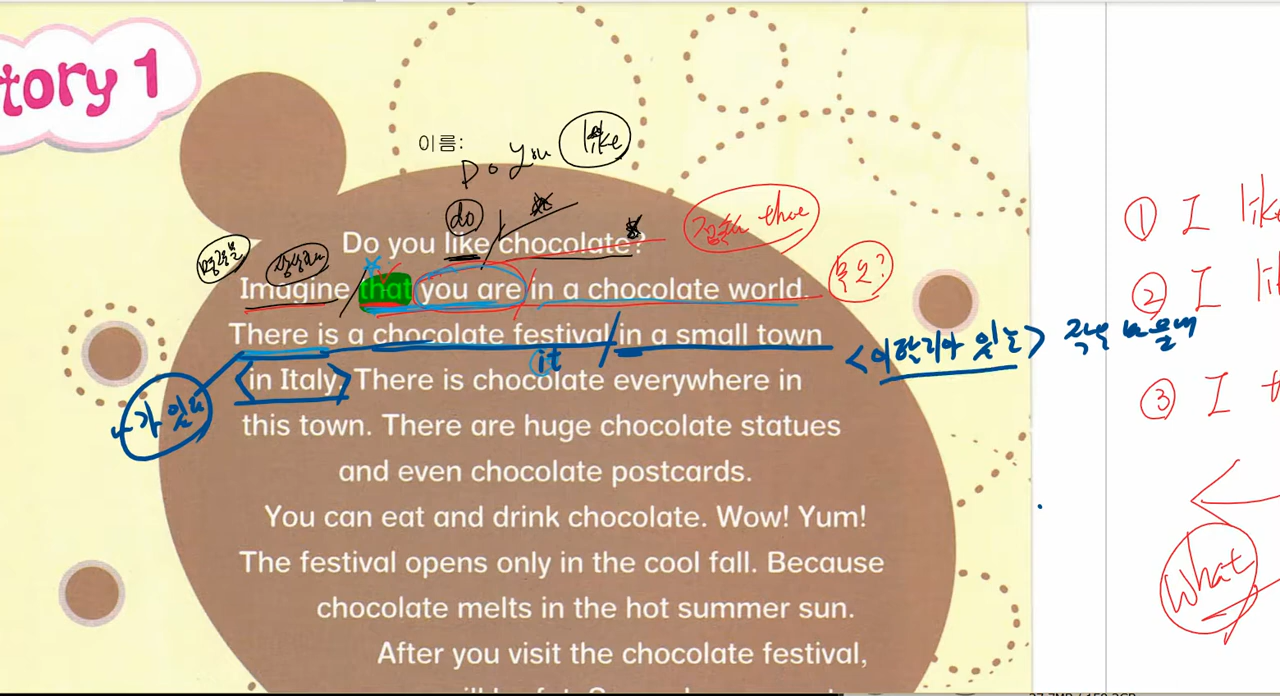 tory 1
이름:
Do you like
do
Do you like chocolate?
명령문 상상해라 접속사 that
Imagine that you are in a chocolate world.
There is a chocolate festival in a small town
it
<이탈리아 있는>
가 있다
in Italy. There is chocolate everywhere in
this town. There are huge chocolate statues
and even chocolate postcards.
You can eat and drink chocolate. Wow! Yum!
The festival opens only in the cool fall. Because
chocolate melts in the hot summer sun.
After you visit the chocolate festival,
① I like
② I li
③ I t
What